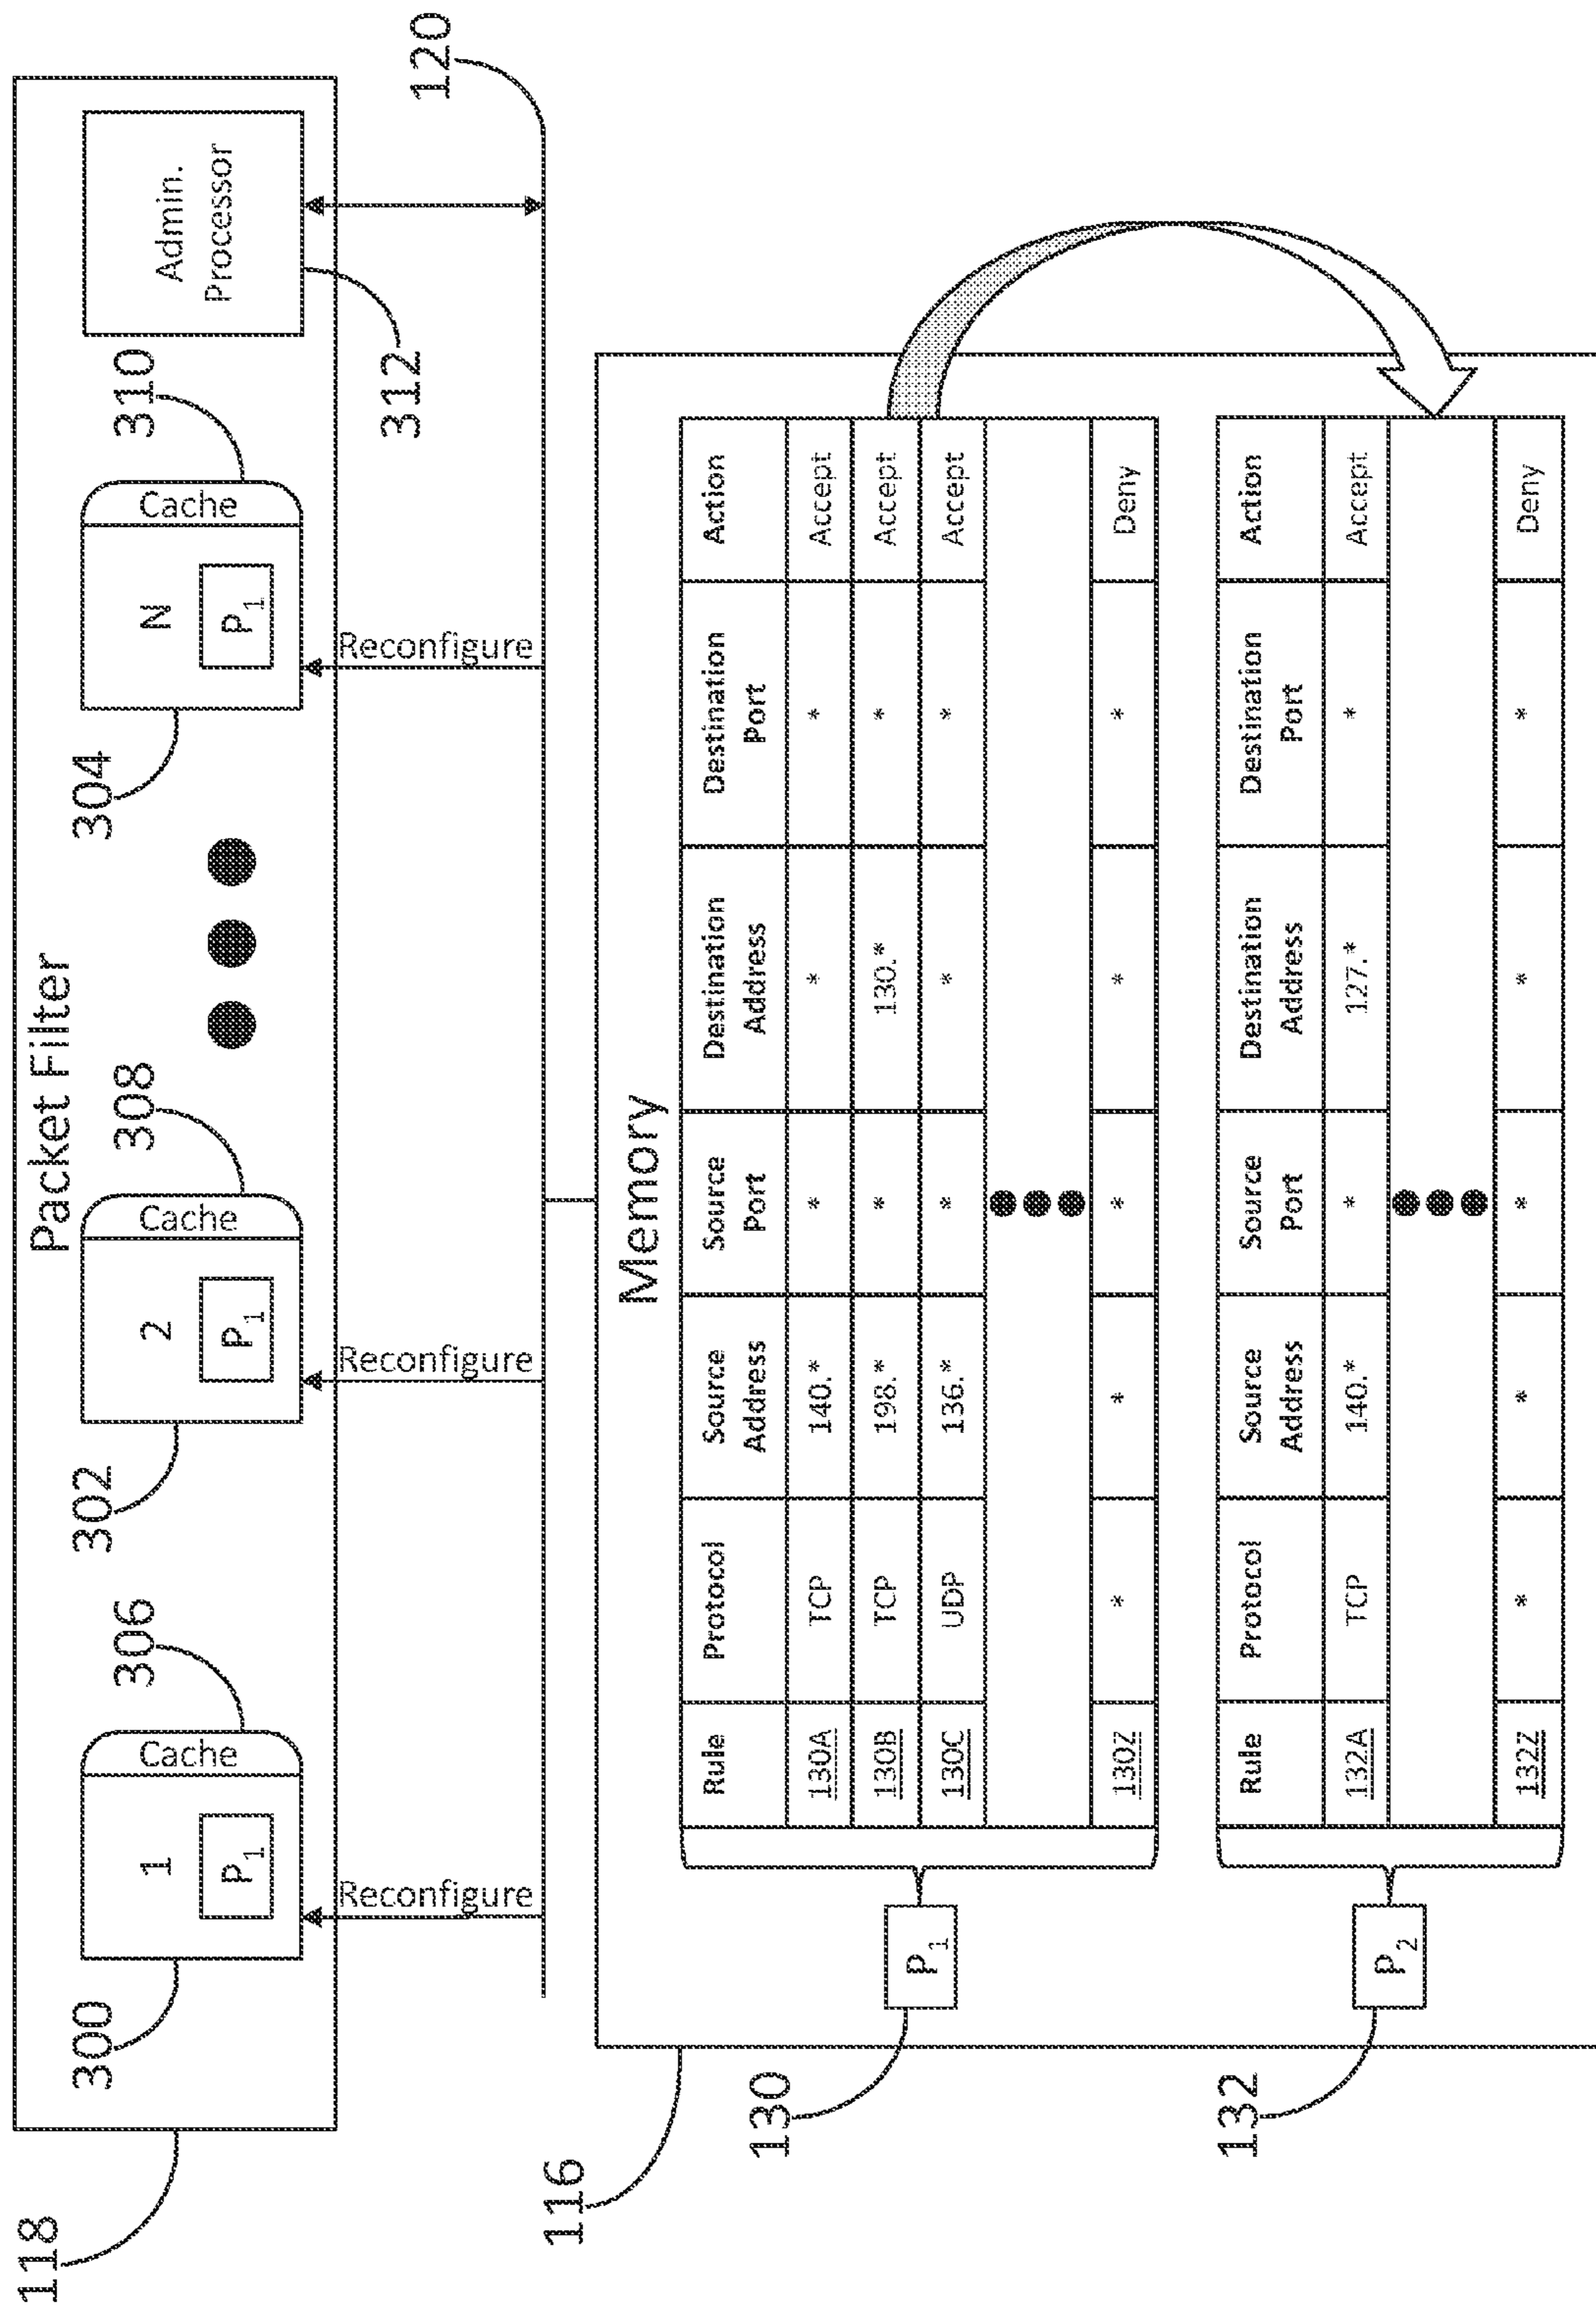 118
Packet Filter
300
1
P1
Cache
306
302
2
P1
Cache
308
304
N
P1
Cache
310
Admin.
Processor
312
Reconfigure
Reconfigure
Reconfigure
120
116
Memory
130
P1
Rule Protocol Source Address Source Port Destination Address Destination Port Action
130A TCP 140.* * * * Accept
130B TCP 198.* * 130.* * Accept
130C UDP 136.* * * * Accept
130Z * * * * * Deny
132
P2
Rule Protocol Source Address Source Port Destination Address Destination Port Action
132A TCP 140.* * 127.* * Accept
132Z * * * * * Deny